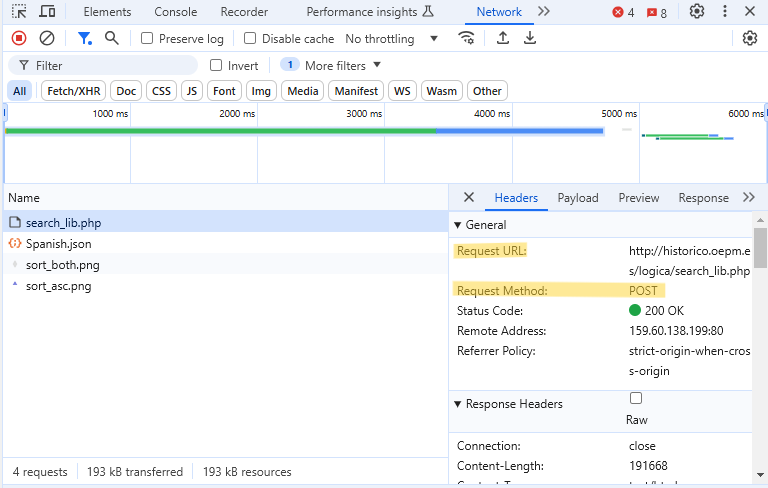 Elements Console Recorder Performance insights Network 4 8
Preserve log Disable cache No throttling
Filter Invert 1 More filters
All Fetch/XHR Doc CSS JS Font Img Media Manifest WS Wasm Other
1000 ms 2000 ms 3000 ms 4000 ms 5000 ms 6000 ms
Name
search_lib.php
Spanish.json
sort_both.png
sort_asc.png
4 requests 193 kB transferred 193 kB resources
Headers Payload Preview Response
General
Request URL: http://historico.oepm.e
s/logica/search_lib.php
Request Method: POST
Status Code: 200 OK
Remote Address: 159.60.138.199:80
Referrer Policy: strict-origin-when-cros
s-origin
Response Headers
Raw
Connection: close
Content-Length: 191668